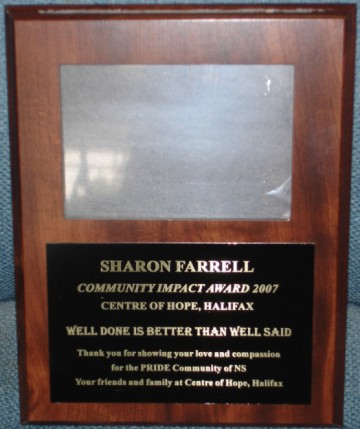 SHARON FARRELL
COMMUNITY IMPACT AWARD 2007
CENTRE OF HOPE, HALIFAX
WELL DONE IS BETTER THAN WELL SAID
Thank you for showing your love and compassion
for the PRIDE Community of NS
Your friends and family at Centre of Hope, Halifax